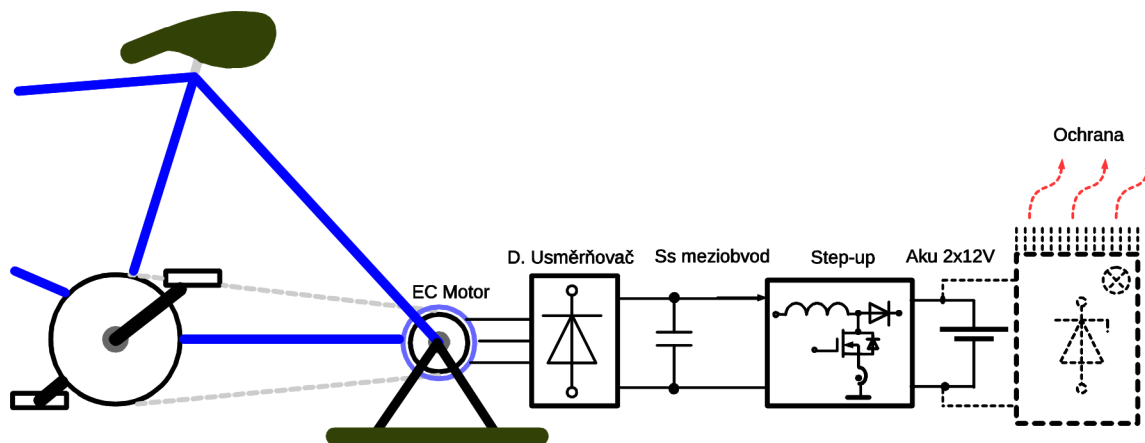 Ochrana
D. Usměrňovač
Ss meziobvod
Step-up
Aku 2x12V
EC Motor